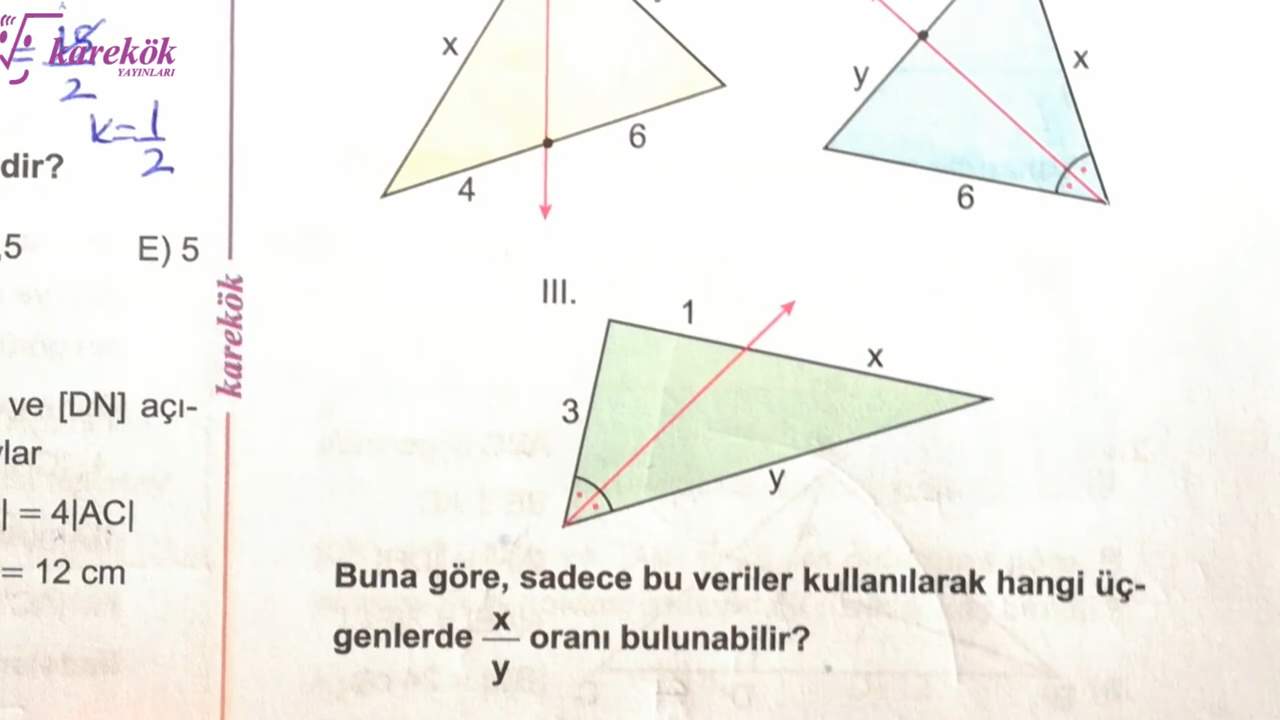 = 18
2
karekök
YAYINLARI
k = 1
2
dir?
,5 E) 5
karekök
ve [DN] açı-
lar
| = 4|AC|
= 12 cm
x
6
4
x
y
6
III.
1
x
3
y
Buna göre, sadece bu veriler kullanılarak hangi üç-
genlerde x/y oranı bulunabilir?